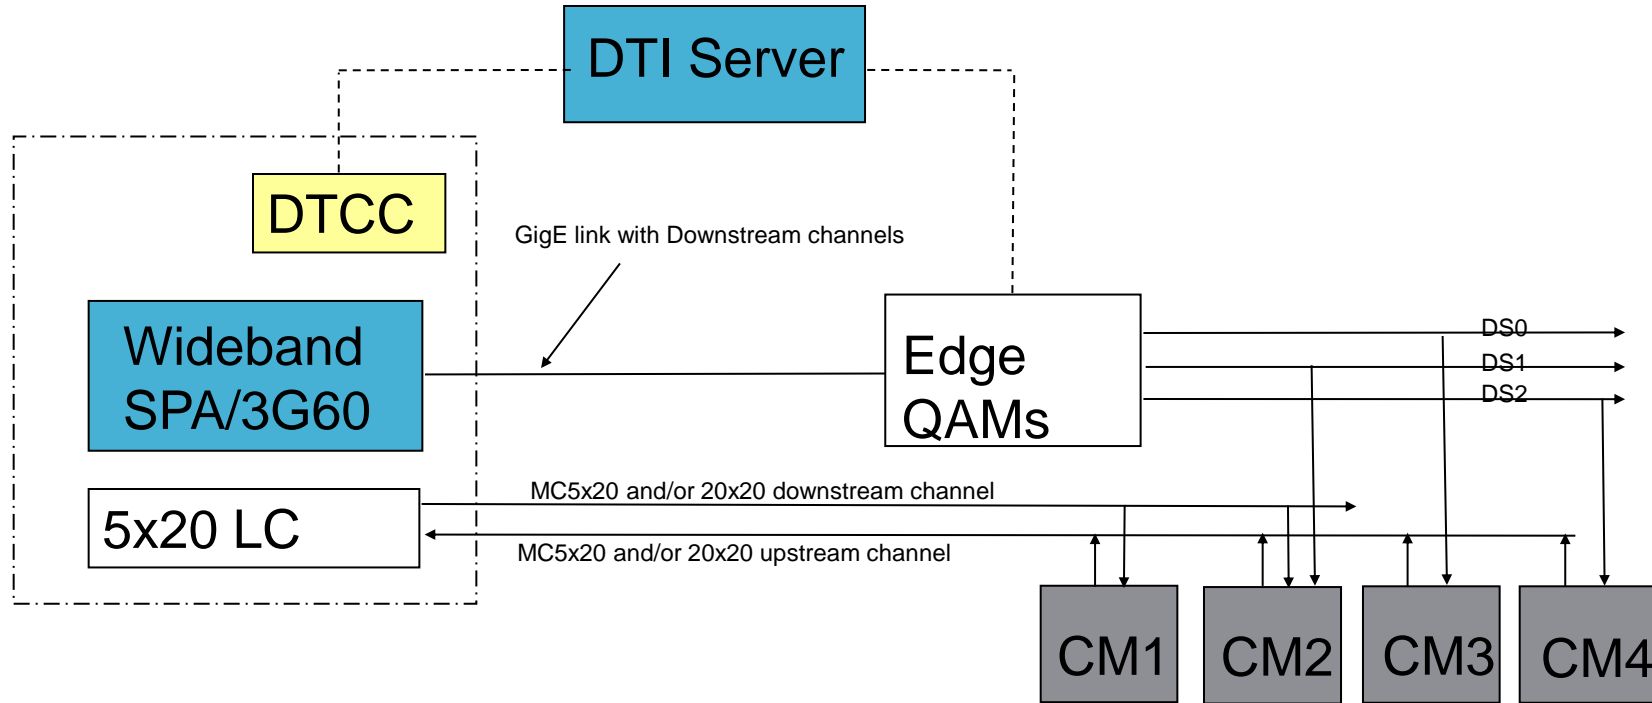 DTI Server
DTCC
GigE link with Downstream channels
Wideband
SPA/3G60
Edge
QAMs
DS0
DS1
DS2
MC5x20 and/or 20x20 downstream channel
5x20 LC
MC5x20 and/or 20x20 upstream channel
CM1
CM2
CM3
CM4